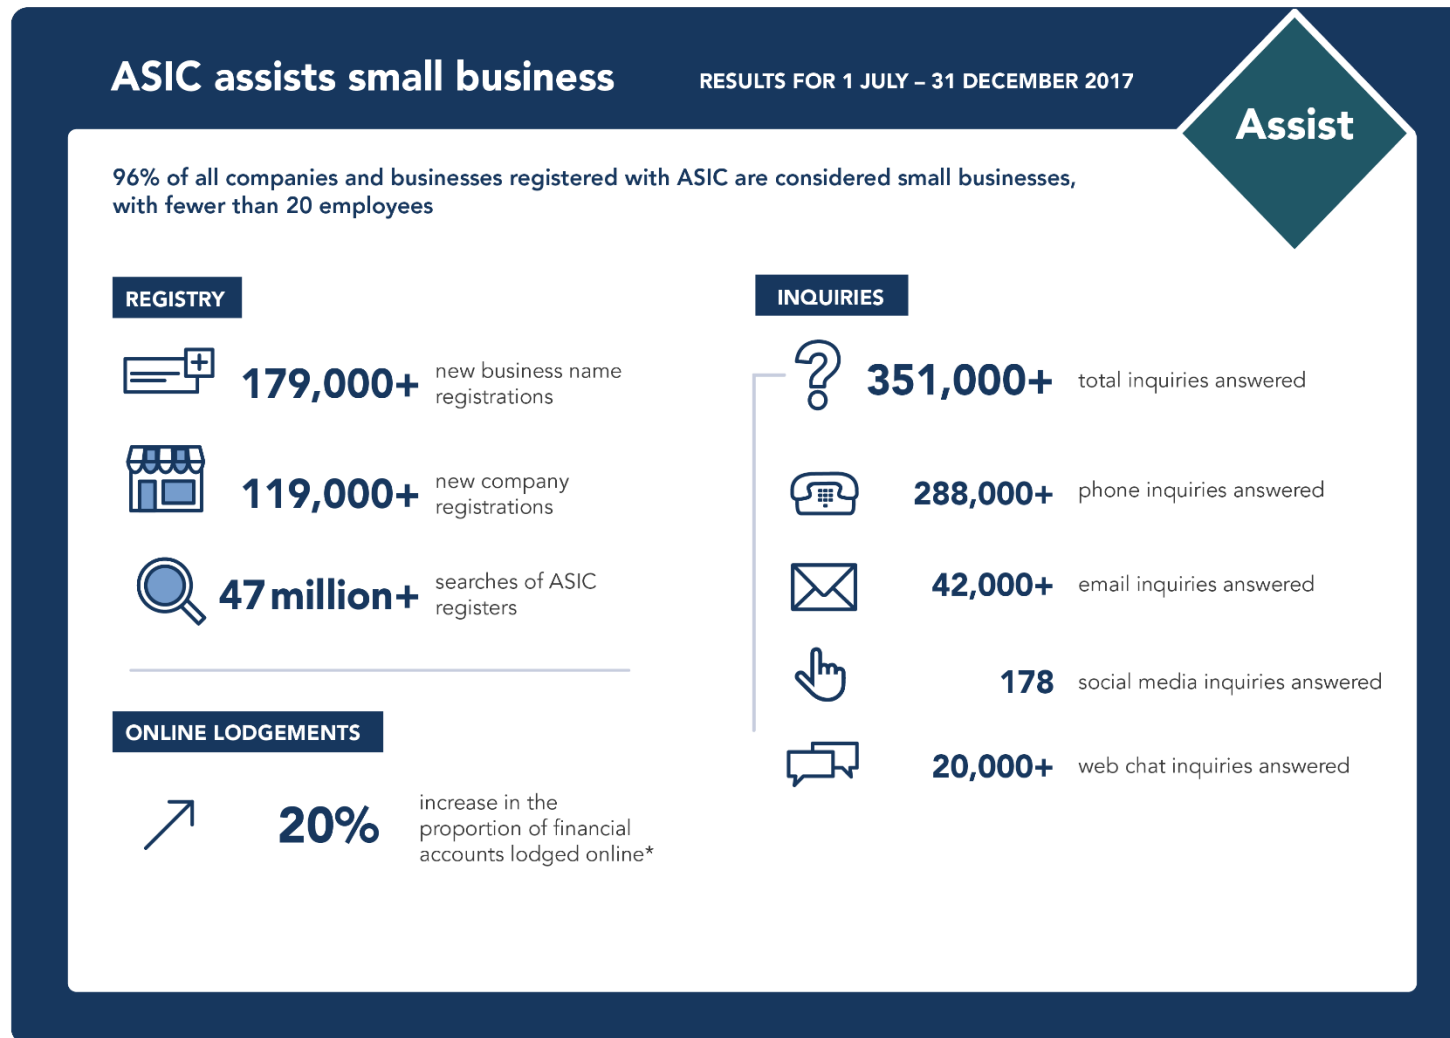 ASIC assists small business
RESULTS FOR 1 JULY – 31 DECEMBER 2017
Assist
96% of all companies and businesses registered with ASIC are considered small businesses,
with fewer than 20 employees
REGISTRY
179,000+
new business name
registrations
119,000+
new company
registrations
47 million+
searches of ASIC
registers
ONLINE LODGEMENTS
20%
increase in the
proportion of financial
accounts lodged online*
INQUIRIES
351,000+
total inquiries answered
288,000+
phone inquiries answered
42,000+
email inquiries answered
178
social media inquiries answered
20,000+
web chat inquiries answered